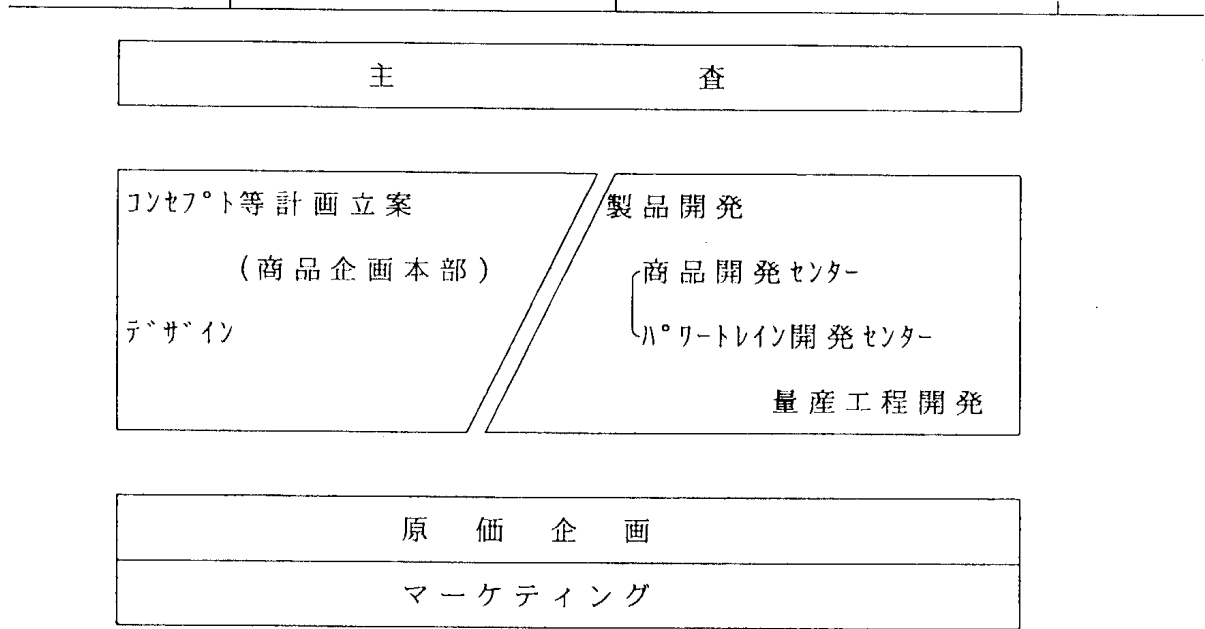 主査
コンセプト等計画立案
(商品企画本部)
デザイン
製品開発
商品開発センター
パワートレイン開発センター
量産工程開発
原価企画
マーケティング